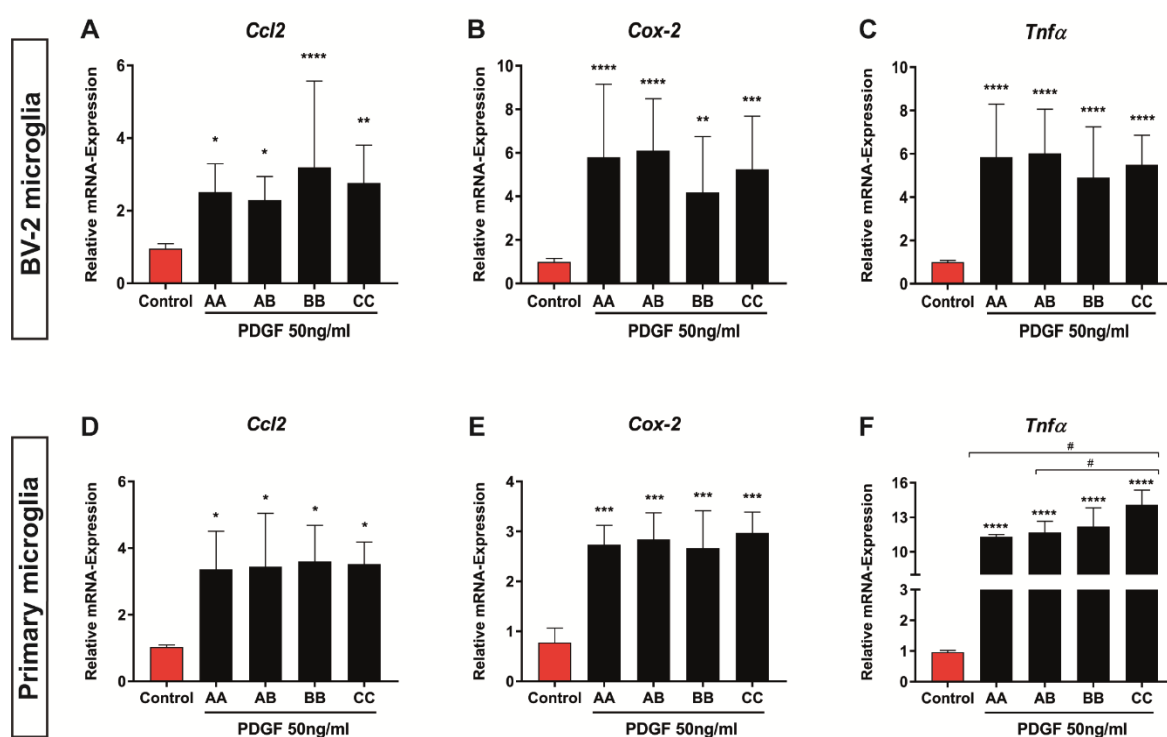 BV-2 microglia
A
Ccl2
Relative mRNA-Expression
6
4
2
0
*
*
****
**
Control
AA
AB
BB
CC
PDGF 50ng/ml
B
Cox-2
Relative mRNA-Expression
10
8
6
4
2
0
****
****
**
***
Control
AA
AB
BB
CC
PDGF 50ng/ml
C
Tnfα
Relative mRNA-Expression
10
8
6
4
2
0
****
****
****
****
Control
AA
AB
BB
CC
PDGF 50ng/ml
Primary microglia
D
Ccl2
Relative mRNA-Expression
6
4
2
0
*
*
*
*
Control
AA
AB
BB
CC
PDGF 50ng/ml
E
Cox-2
Relative mRNA-Expression
4
3
2
1
0
***
***
***
***
Control
AA
AB
BB
CC
PDGF 50ng/ml
F
Tnfα
#
#
Relative mRNA-Expression
16
13
10
3
2
1
0
****
****
****
****
Control
AA
AB
BB
CC
PDGF 50ng/ml